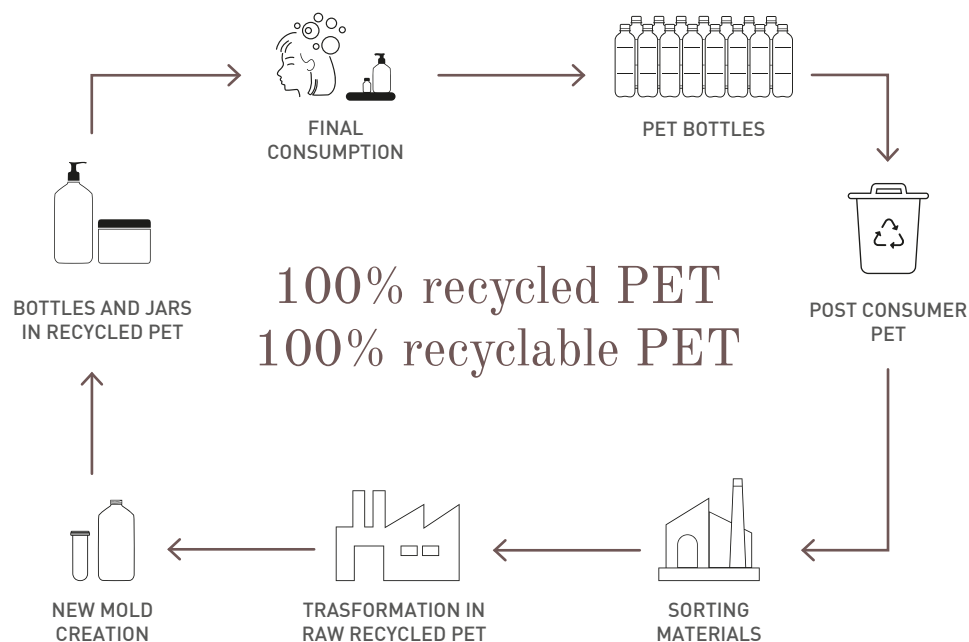 FINAL
CONSUMPTION
PET BOTTLES
BOTTLES AND JARS
IN RECYCLED PET
100% recycled PET
100% recyclable PET
POST CONSUMER
PET
NEW MOLD
CREATION
TRASFORMATION IN
RAW RECYCLED PET
SORTING
MATERIALS